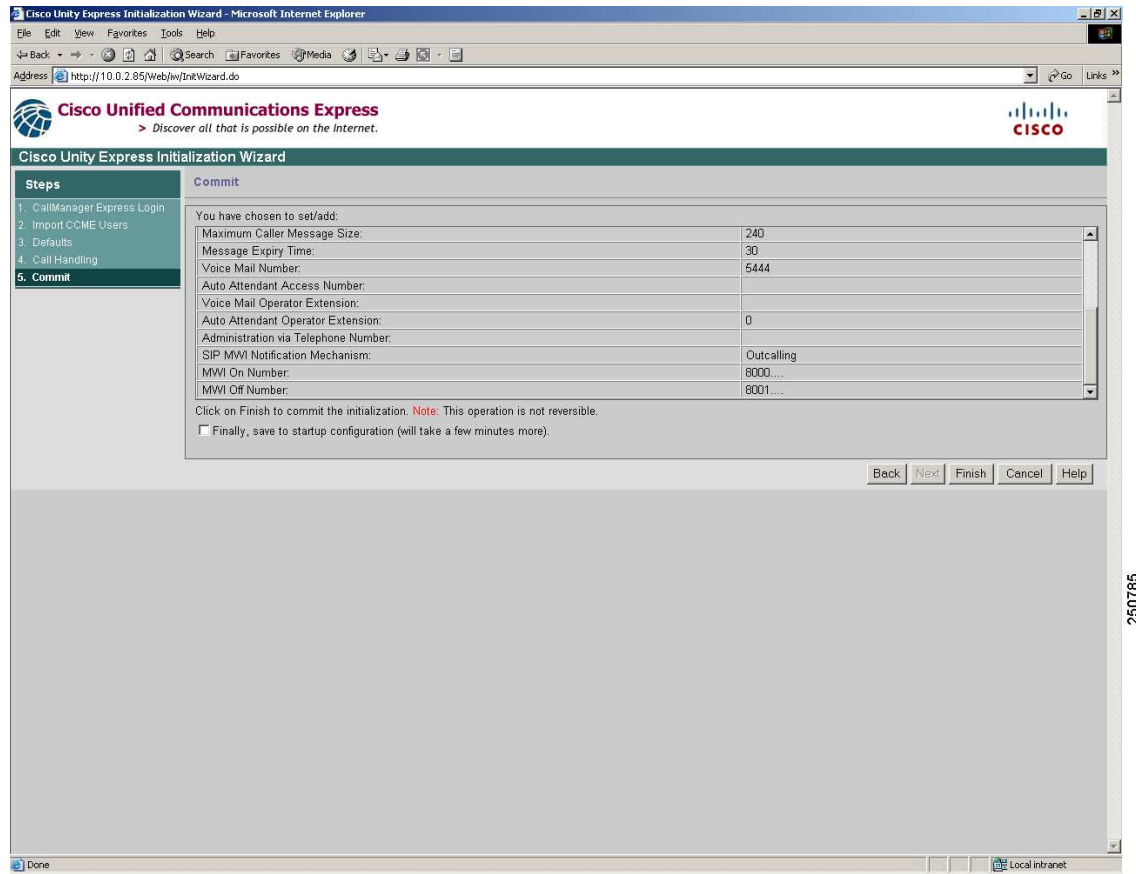 Cisco Unity Express Initialization Wizard - Microsoft Internet Explorer
File Edit View Favorites Tools Help
Back Search Favorites Media
Address http://10.0.2.85/Web/iw/InitWizard.do Go Links »
Cisco Unified Communications Express
> Discover all that is possible on the Internet.
CISCO
Cisco Unity Express Initialization Wizard
Steps
1. CallManager Express Login
2. Import CCME Users
3. Defaults
4. Call Handling
5. Commit
Commit
You have chosen to set/add:
Maximum Caller Message Size: 240
Message Expiry Time: 30
Voice Mail Number: 5444
Auto Attendant Access Number:
Voice Mail Operator Extension:
Auto Attendant Operator Extension: 0
Administration via Telephone Number:
SIP MWI Notification Mechanism: Outcalling
MWI On Number: 8000....
MWI Off Number: 8001....
Click on Finish to commit the initialization. Note: This operation is not reversible.
Finally, save to startup configuration (will take a few minutes more).
Back Next Finish Cancel Help
250785
Done Local intranet